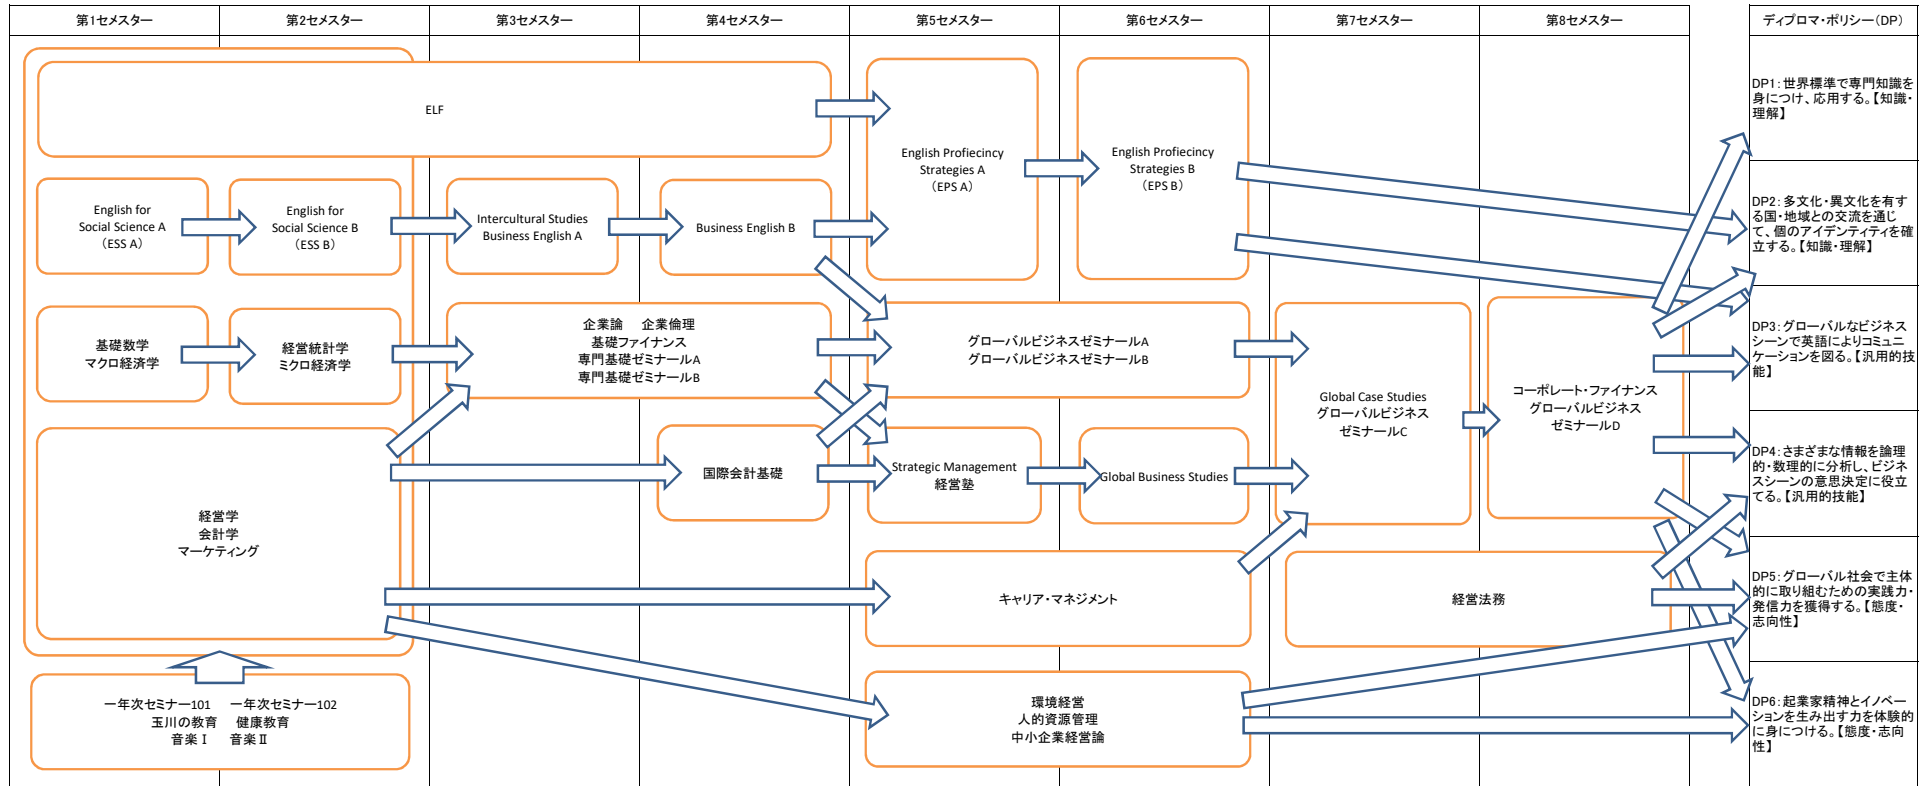 第1セメスター
第2セメスター
第3セメスター
第4セメスター
第5セメスター
第6セメスター
第7セメスター
第8セメスター
ディプロマ・ポリシー(DP)
ELF
English Profiecincy
Strategies A
(EPS A)
English Profiecincy
Strategies B
(EPS B)
English for
Social Science A
(ESS A)
English for
Social Science B
(ESS B)
Intercultural Studies
Business English A
Business English B
基礎数学
マクロ経済学
経営統計学
ミクロ経済学
企業論 企業倫理
基礎ファイナンス
専門基礎ゼミナールA
専門基礎ゼミナールB
グローバルビジネスゼミナールA
グローバルビジネスゼミナールB
Global Case Studies
グローバルビジネス
ゼミナールC
コーポレート・ファイナンス
グローバルビジネス
ゼミナールD
経営学
会計学
マーケティング
国際会計基礎
Strategic Management
経営塾
Global Business Studies
キャリア・マネジメント
経営法務
一年次セミナー101 一年次セミナー102
玉川の教育 健康教育
音楽Ⅰ 音楽Ⅱ
環境経営
人的資源管理
中小企業経営論
DP1:世界標準で専門知識を
身につけ、応用する。【知識・
理解】
DP2:多文化・異文化を有す
る国・地域との交流を通じ
て、個のアイデンティティを確
立する。【知識・理解】
DP3:グローバルなビジネス
シーンで英語によりコミュニ
ケーションを図る。【汎用的技
能】
DP4:さまざまな情報を論理
的・数理的に分析し、ビジネ
スシーンの意思決定に役立
てる。【汎用的技能】
DP5:グローバル社会で主体
的に取り組むための実践力・
発信力を獲得する。【態度・
志向性】
DP6:起業家精神とイノベー
ションを生み出す力を体験的
に身につける。【態度・志向
性】